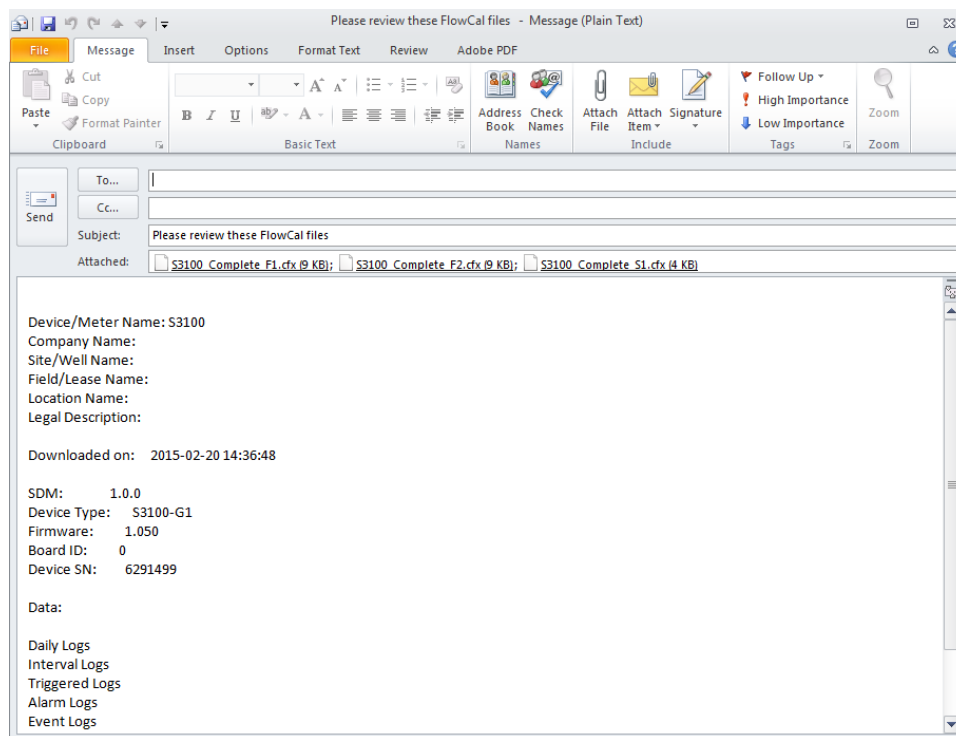 Please review these FlowCal files - Message (Plain Text)
File Message Insert Options Format Text Review Adobe PDF
Paste
Cut
Copy
Format Painter
Clipboard
B I U A
Basic Text
Address Book
Check Names
Names
Attach File
Attach Item
Signature
Include
Follow Up
High Importance
Low Importance
Tags
Zoom
Zoom
Send
To...
Cc...
Subject: Please review these FlowCal files
Attached: S3100_Complete_F1.cfx (9 KB); S3100_Complete_F2.cfx (9 KB); S3100_Complete_S1.cfx (4 KB)
Device/Meter Name: S3100
Company Name:
Site/Well Name:
Field/Lease Name:
Location Name:
Legal Description:
Downloaded on: 2015-02-20 14:36:48
SDM: 1.0.0
Device Type: S3100-G1
Firmware: 1.050
Board ID: 0
Device SN: 6291499
Data:
Daily Logs
Interval Logs
Triggered Logs
Alarm Logs
Event Logs